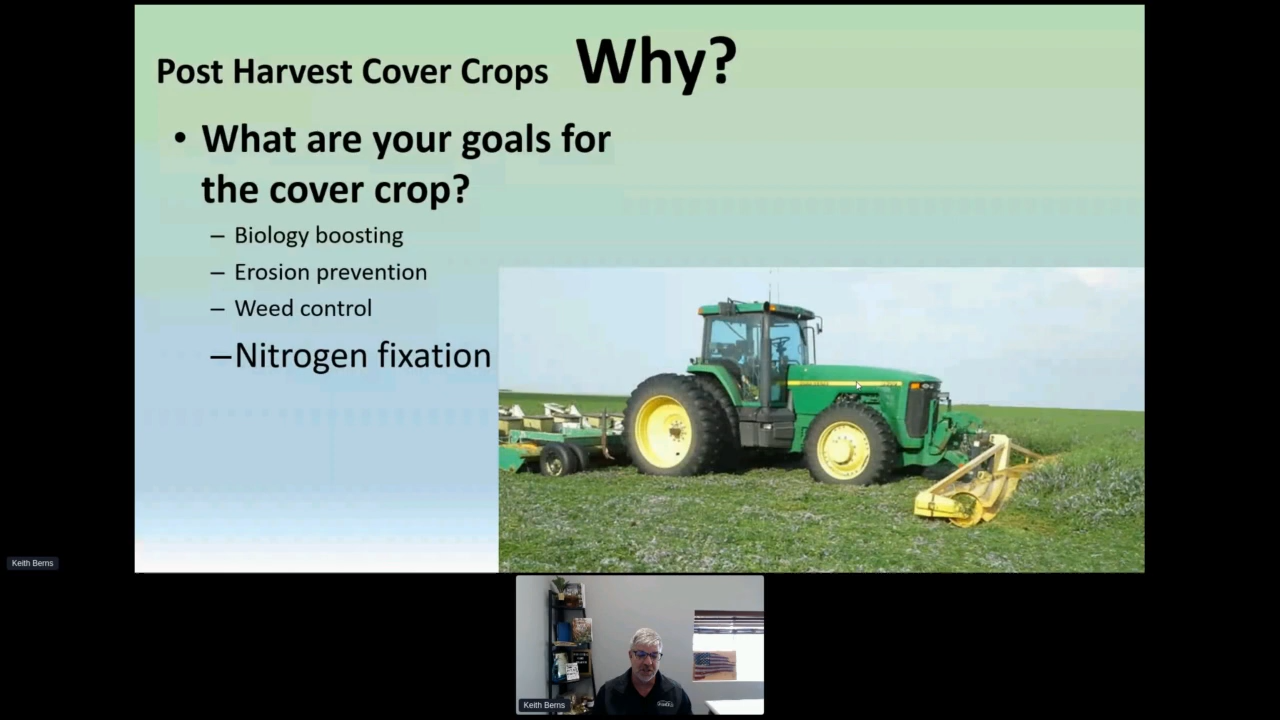 Post Harvest Cover Crops Why?
• What are your goals for
the cover crop?
– Biology boosting
– Erosion prevention
– Weed control
–Nitrogen fixation
Keith Berns
Keith Berns